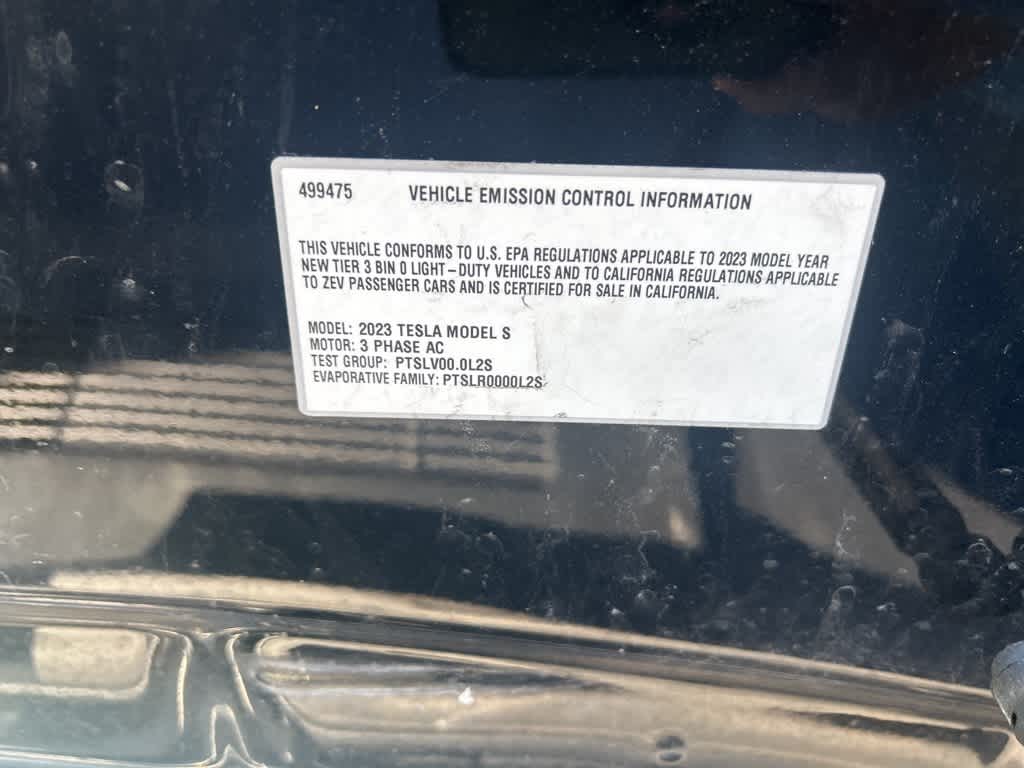 499475 VEHICLE EMISSION CONTROL INFORMATION
THIS VEHICLE CONFORMS TO U.S. EPA REGULATIONS APPLICABLE TO 2023 MODEL YEAR
NEW TIER 3 BIN 0 LIGHT-DUTY VEHICLES AND TO CALIFORNIA REGULATIONS APPLICABLE
TO ZEV PASSENGER CARS AND IS CERTIFIED FOR SALE IN CALIFORNIA.
MODEL: 2023 TESLA MODEL S
MOTOR: 3 PHASE AC
TEST GROUP: PTSLV00.0L2S
EVAPORATIVE FAMILY: PTSLR0000L2S